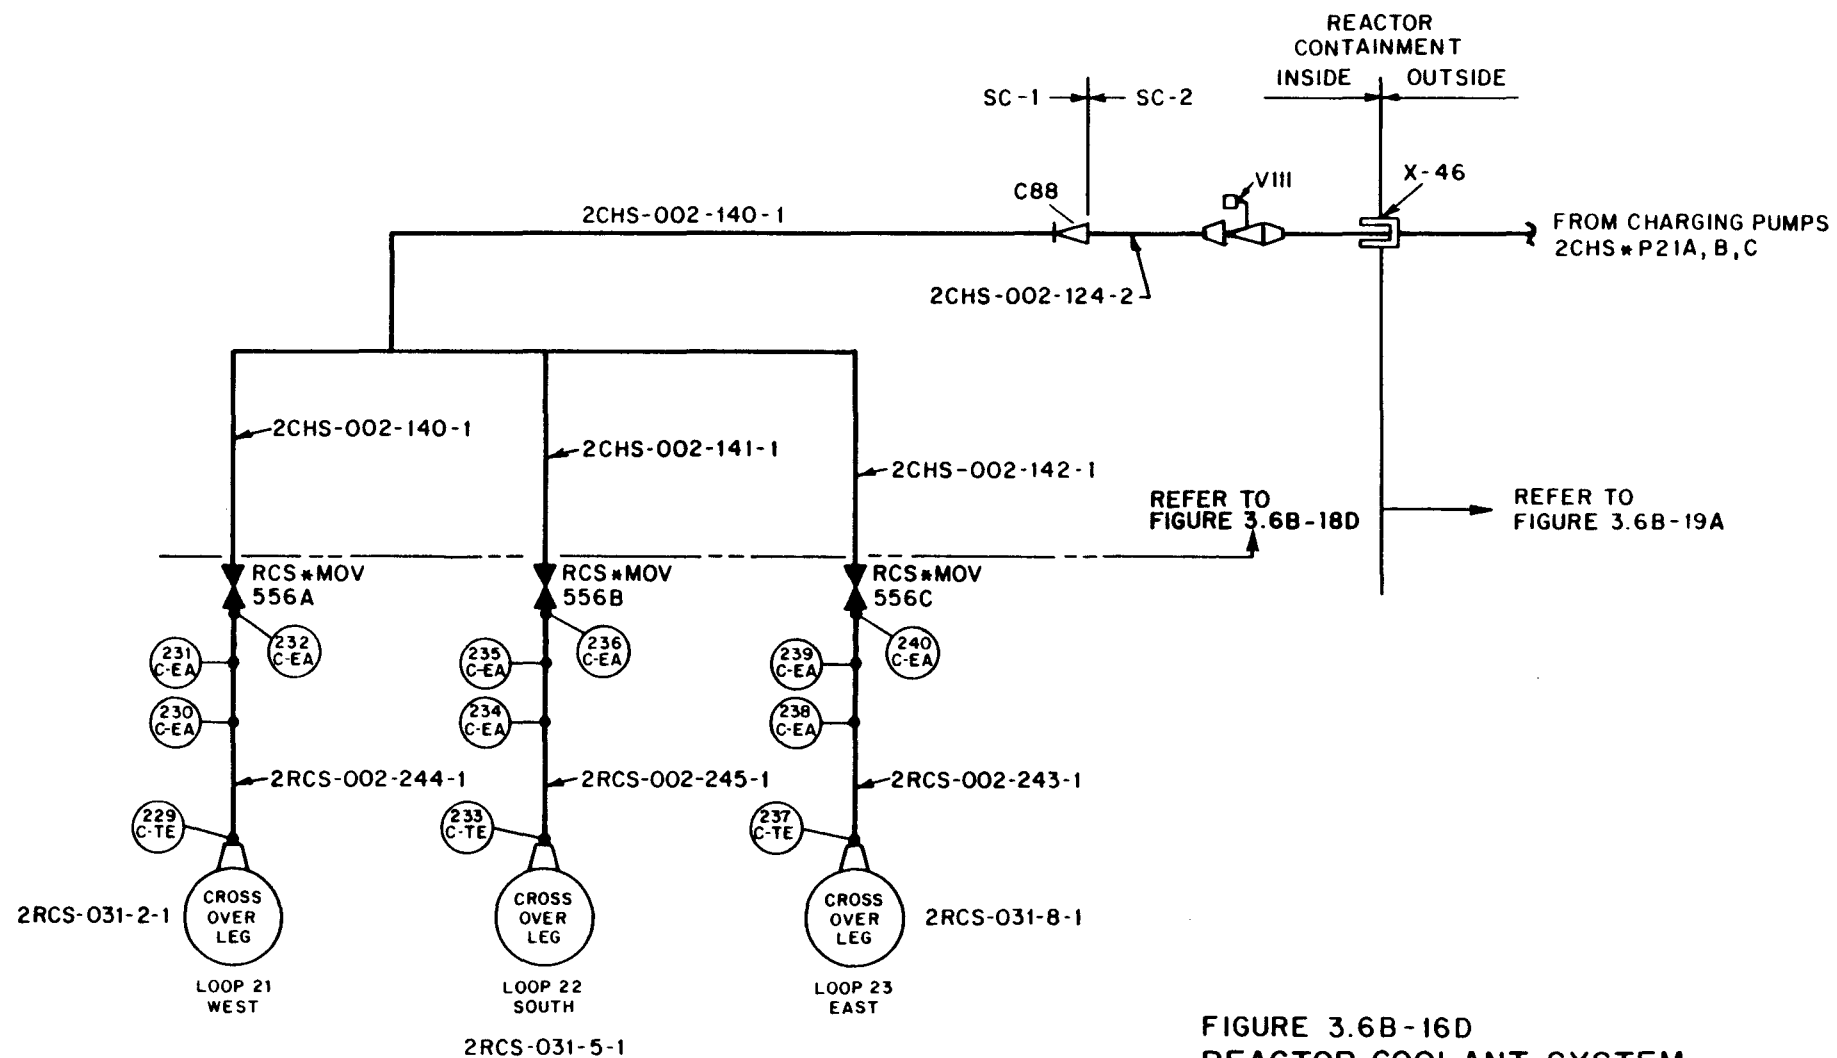 REACTOR
CONTAINMENT
INSIDE OUTSIDE
SC-1 SC-2
X-46
V111
C88
2CHS-002-140-1
FROM CHARGING PUMPS
2CHS*P21A, B, C
2CHS-002-124-2
2CHS-002-140-1
2CHS-002-141-1
2CHS-002-142-1
REFER TO
FIGURE 3.6B-18D
REFER TO
FIGURE 3.6B-19A
RCS*MOV
556A
RCS*MOV
556B
RCS*MOV
556C
231
C-EA
232
C-EA
235
C-EA
236
C-EA
239
C-EA
240
C-EA
230
C-EA
234
C-EA
238
C-EA
2RCS-002-244-1
2RCS-002-245-1
2RCS-002-243-1
229
C-TE
233
C-TE
237
C-TE
2RCS-031-2-1
CROSS
OVER
LEG
CROSS
OVER
LEG
CROSS
OVER
LEG
2RCS-031-8-1
LOOP 21
WEST
LOOP 22
SOUTH
LOOP 23
EAST
2RCS-031-5-1
FIGURE 3.6B-16D
REACTOR COOLANT SYSTEM